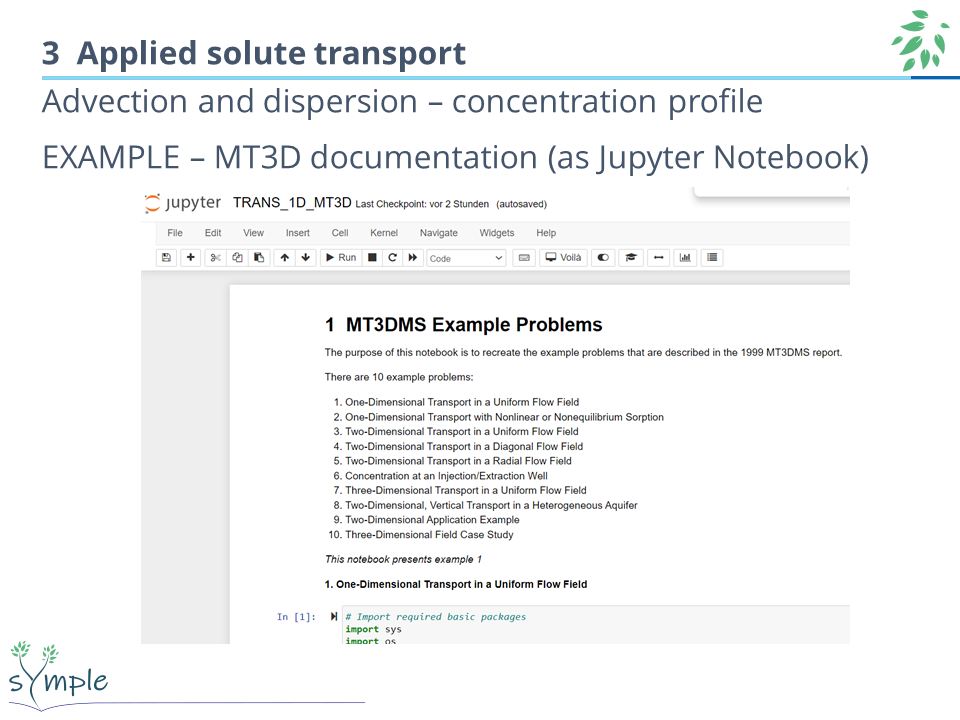 3 Applied solute transport
Advection and dispersion – concentration profile
EXAMPLE – MT3D documentation (as Jupyter Notebook)
jupyter TRANS_1D_MT3D Last Checkpoint: vor 2 Stunden (autosaved)
File Edit View Insert Cell Kernel Navigate Widgets Help
Run Code Voilà
1 MT3DMS Example Problems
The purpose of this notebook is to recreate the example problems that are described in the 1999 MT3DMS report.
There are 10 example problems:
1. One-Dimensional Transport in a Uniform Flow Field
2. One-Dimensional Transport with Nonlinear or Nonequilibrium Sorption
3. Two-Dimensional Transport in a Uniform Flow Field
4. Two-Dimensional Transport in a Diagonal Flow Field
5. Two-Dimensional Transport in a Radial Flow Field
6. Concentration at an Injection/Extraction Well
7. Three-Dimensional Transport in a Uniform Flow Field
8. Two-Dimensional, Vertical Transport in a Heterogeneous Aquifer
9. Two-Dimensional Application Example
10. Three-Dimensional Field Case Study
This notebook presents example 1
1. One-Dimensional Transport in a Uniform Flow Field
In [1]: # Import required basic packages
import sys
import os
sYmple